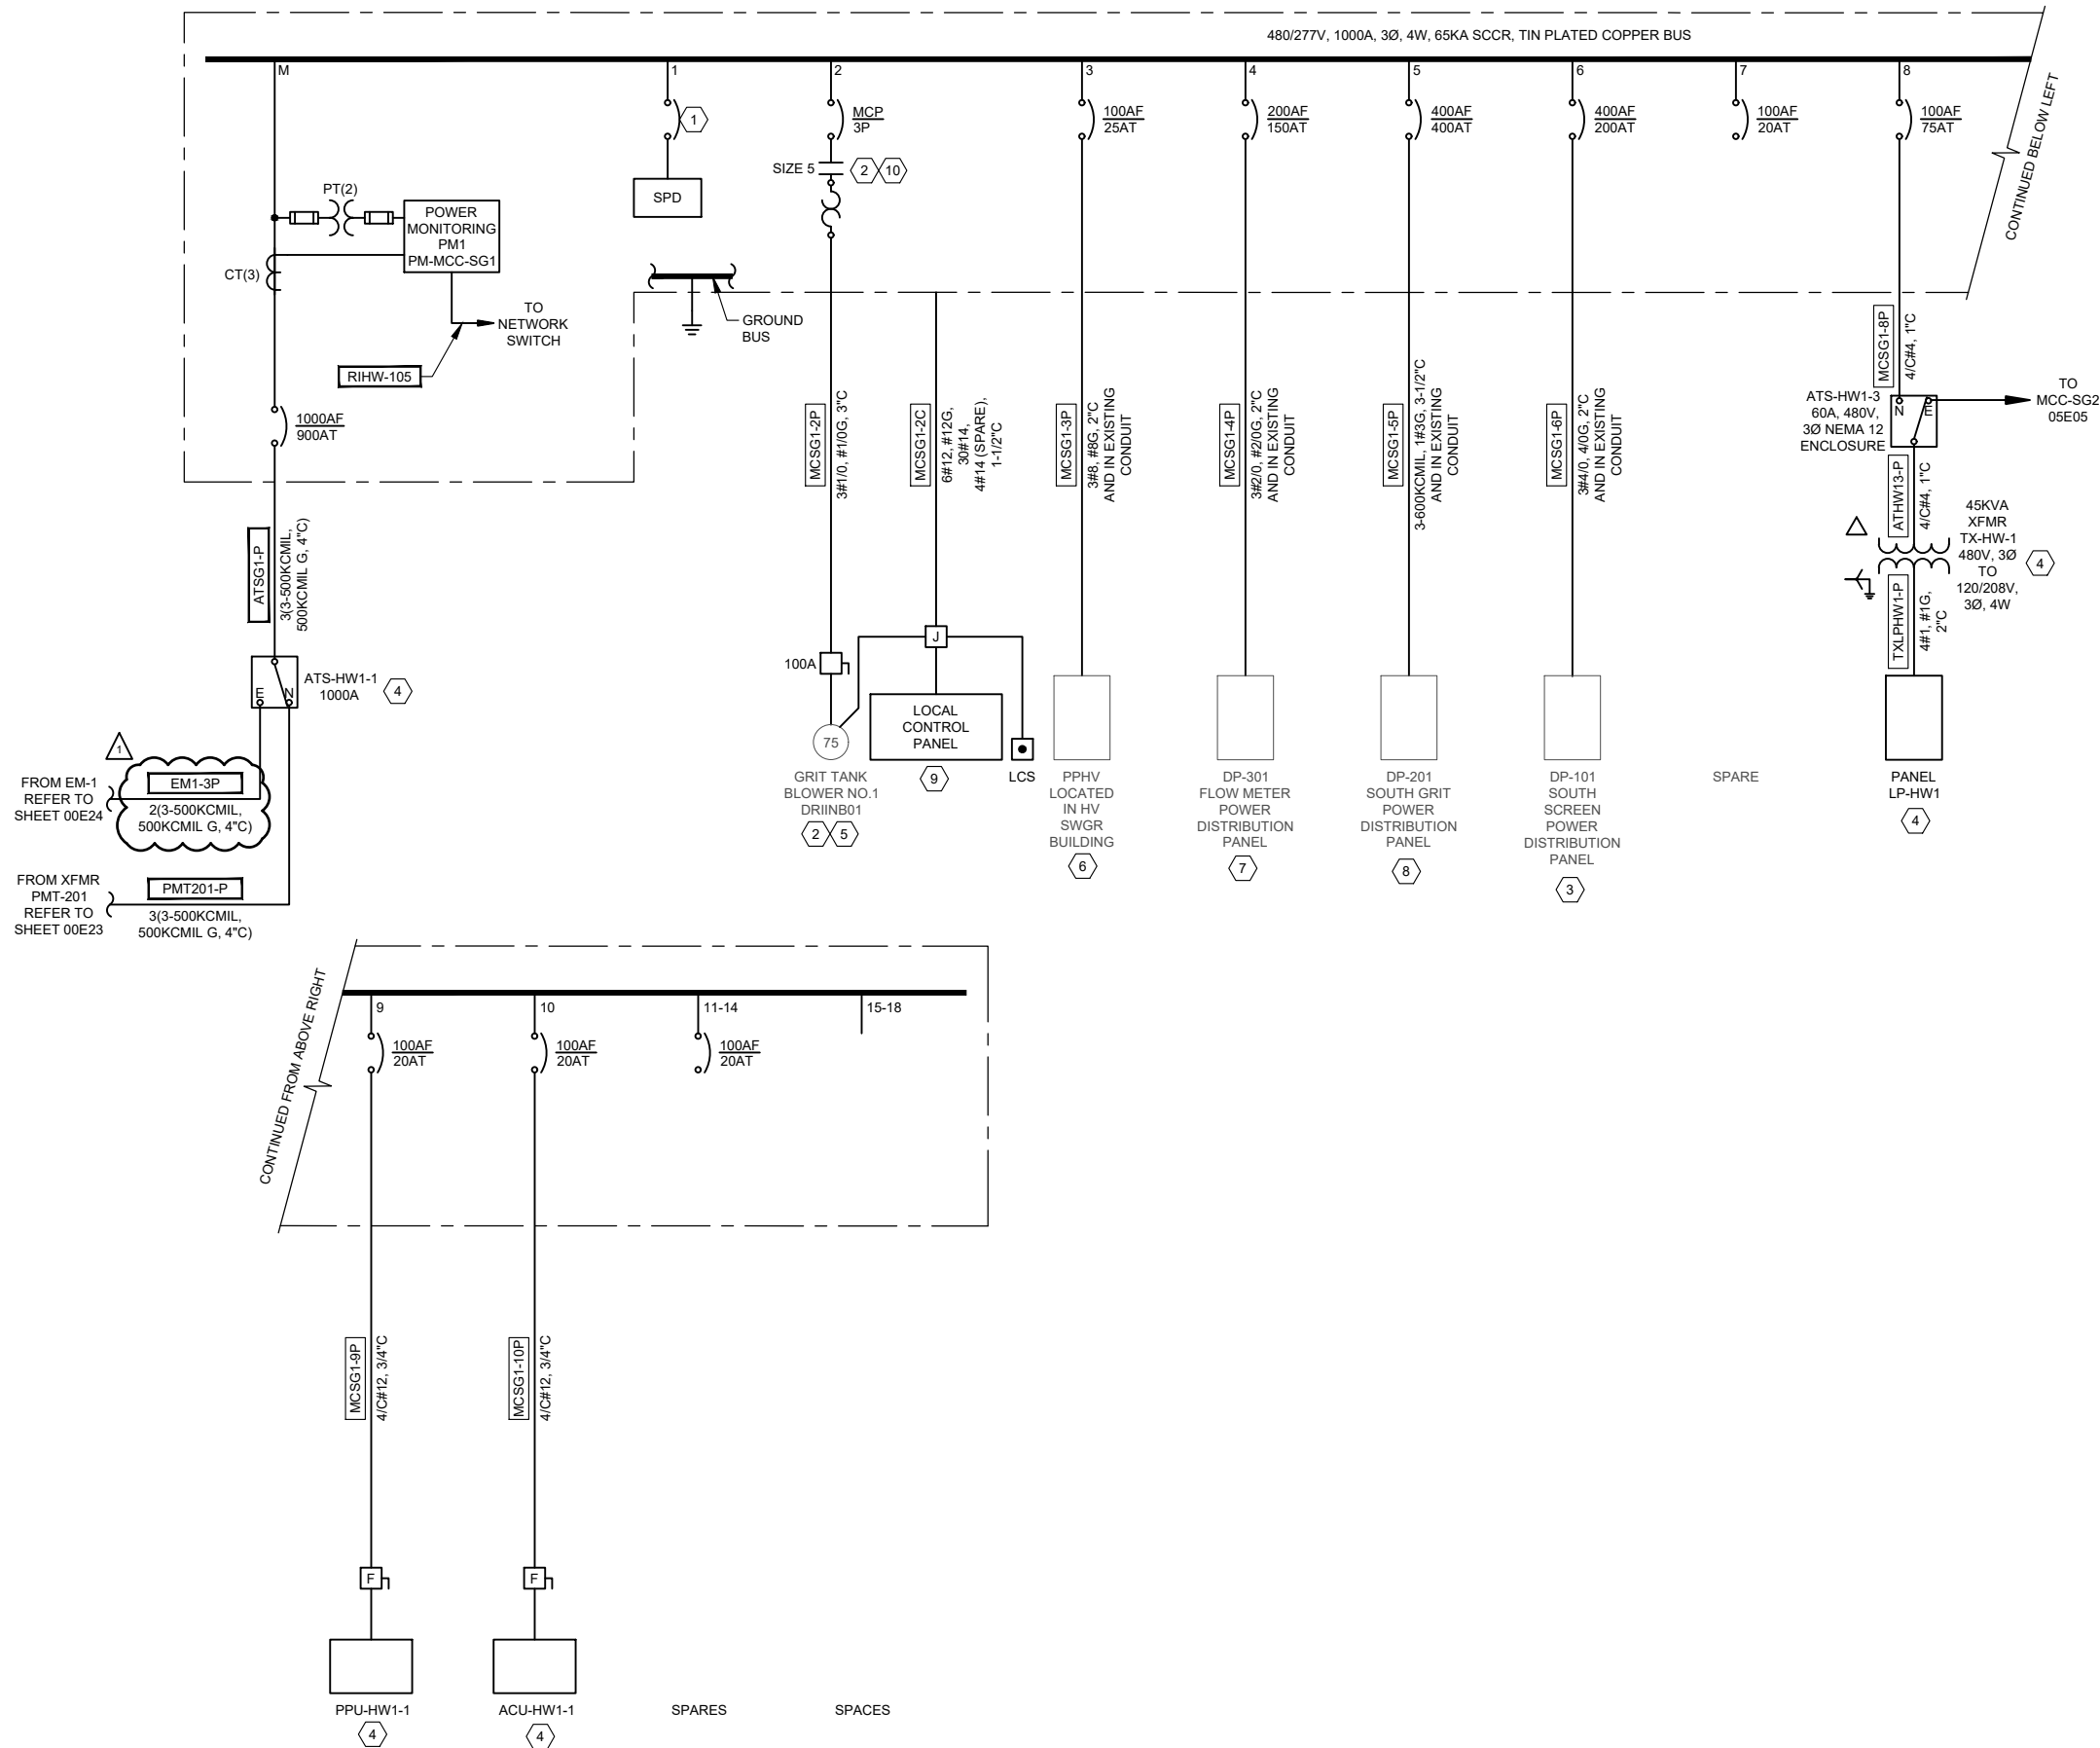 480/277V, 1000A, 3Ø, 4W, 65KA SCCR, TIN PLATED COPPER BUS
M
1
2
3
4
5
6
7
8
1
MCP
3P
100AF
25AT
200AF
150AT
400AF
400AT
400AF
200AT
100AF
20AT
100AF
75AT
CONTINUED BELOW LEFT
SIZE 5
2
10
SPD
PT(2)
POWER
MONITORING
PM1
PM-MCC-SG1
CT(3)
TO
NETWORK
SWITCH
RIHW-105
GROUND
BUS
1000AF
900AT
MCSG1-2P
3#1/0, #1/0G, 3"C
MCSG1-2C
6#12, #12G,
30#14,
4#14 (SPARE),
1-1/2"C
MCSG1-3P
3#8, #8G, 2"C
AND IN EXISTING
CONDUIT
MCSG1-4P
3#2/0, #2/0G, 2"C
AND IN EXISTING
CONDUIT
MCSG1-5P
3-600KCMIL, 1#3G, 3-1/2"C
AND IN EXISTING
CONDUIT
MCSG1-6P
3#4/0, 4/0G, 2"C
AND IN EXISTING
CONDUIT
MCSG1-8P
4/C#4, 1"C
ATS-HW1-3
60A, 480V,
3Ø NEMA 12
ENCLOSURE
N
E
TO
MCC-SG2
05E05
ATHW13-P
4/C#4, 1"C
45KVA
XFMR
TX-HW-1
480V, 3Ø
TO
120/208V,
3Ø, 4W
4
TXLPHW1-P
4#1, #1G,
2"C
ATSG1-P
3(3-500KCMIL,
500KCMIL G, 4"C)
E
N
ATS-HW1-1
1000A
4
1
FROM EM-1
REFER TO
SHEET 00E24
EM1-3P
2(3-500KCMIL,
500KCMIL G, 4"C)
FROM XFMR
PMT-201
REFER TO
SHEET 00E23
PMT201-P
3(3-500KCMIL,
500KCMIL G, 4"C)
100A
J
75
LOCAL
CONTROL
PANEL
GRIT TANK
BLOWER NO.1
DRIINB01
2
5
9
LCS
PPHV
LOCATED
IN HV
SWGR
BUILDING
6
DP-301
FLOW METER
POWER
DISTRIBUTION
PANEL
7
DP-201
SOUTH GRIT
POWER
DISTRIBUTION
PANEL
8
DP-101
SOUTH
SCREEN
POWER
DISTRIBUTION
PANEL
3
SPARE
PANEL
LP-HW1
4
CONTINUED FROM ABOVE RIGHT
9
10
11-14
15-18
100AF
20AT
100AF
20AT
100AF
20AT
MCSG1-9P
4/C#12, 3/4"C
MCSG1-10P
4/C#12, 3/4"C
F
F
PPU-HW1-1
4
ACU-HW1-1
4
SPARES
SPACES